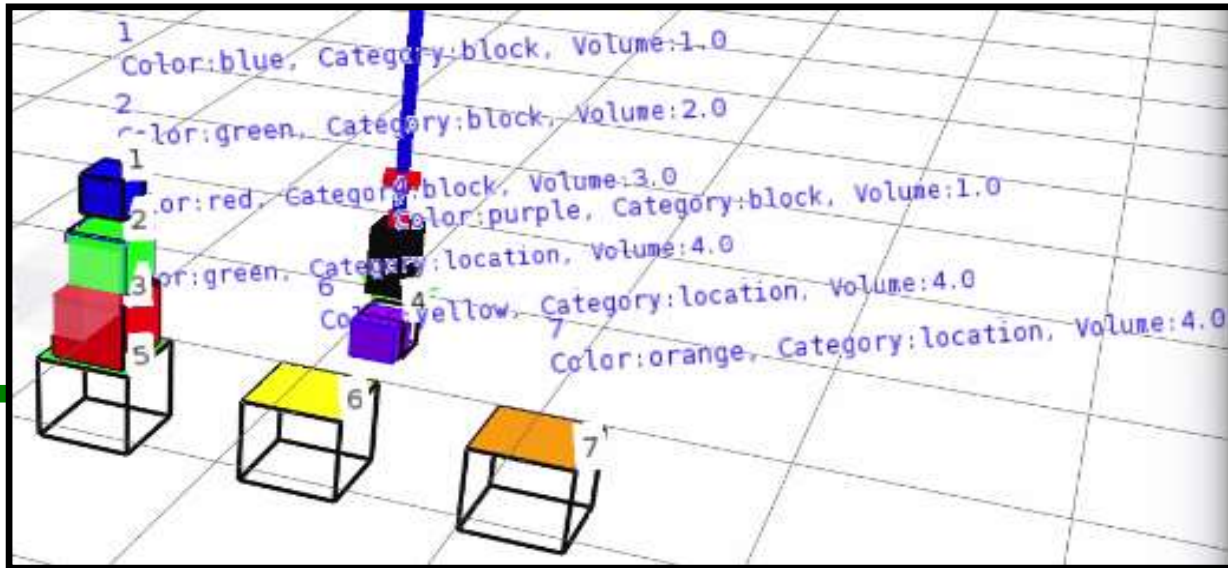 1
Color:blue, Category:block, Volume:1.0
2
lor:green, Category:block, Volume:2.0
1
or:red, Category:block, Volume:3.0
4
Color:purple, Category:block, Volume:1.0
2
or:green, Category:location, Volume:4.0
3
6
Color:yellow, Category:location, Volume:4.0
4
7
Color:orange, Category:location, Volume:4.0
5
6
7